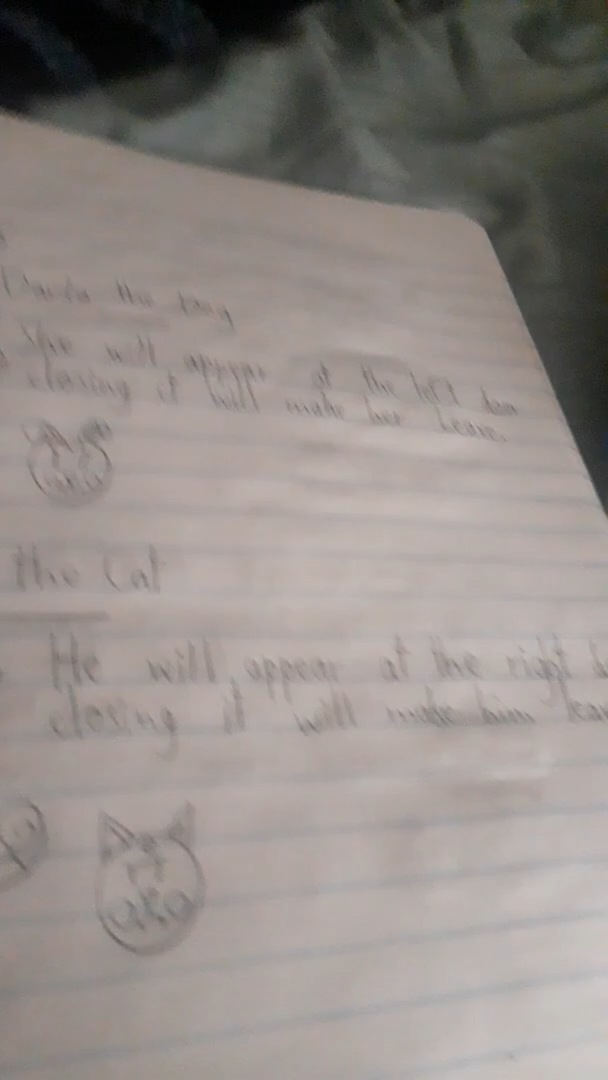 the Dog
She will appear at the left door
closing it will make her leave.
the Cat
He will appear at the right
closing it will make him